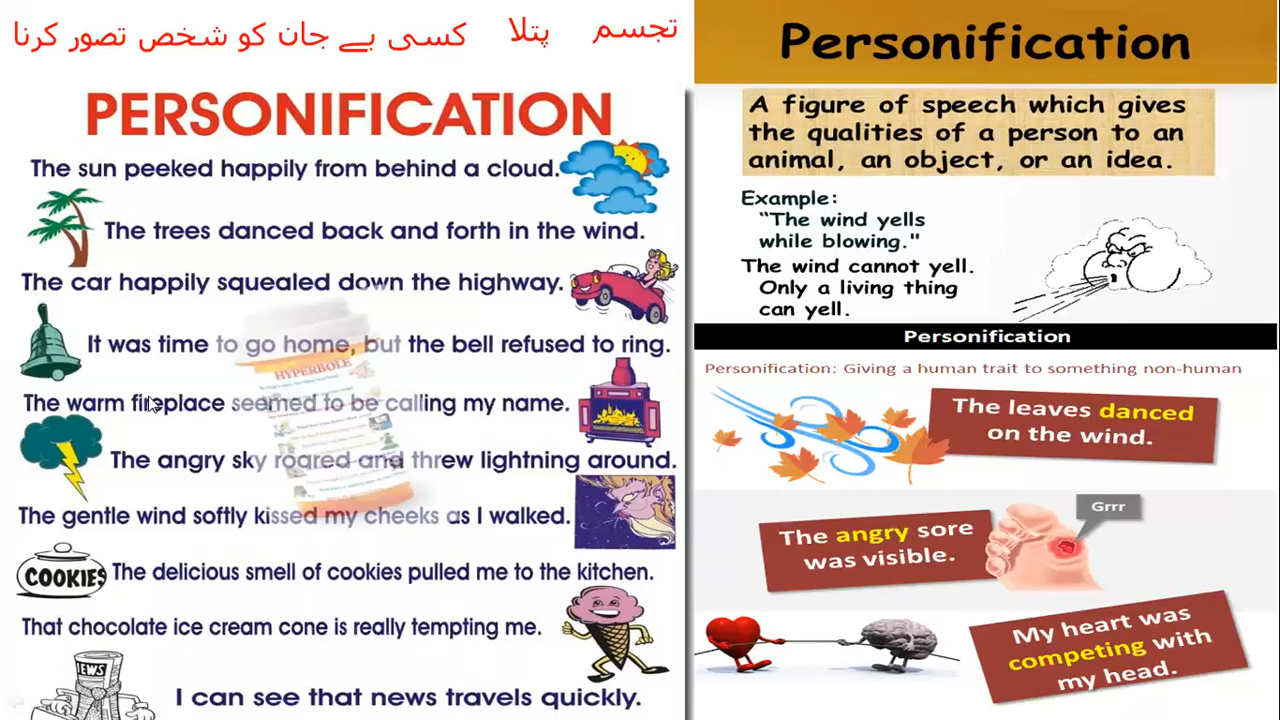 تجسم پتلا کسی بے جان کو شخص تصور کرنا
PERSONIFICATION
The sun peeked happily from behind a cloud.
The trees danced back and forth in the wind.
The car happily squealed down the highway.
It was time to go home, but the bell refused to ring.
HYPERBOLE
The warm fireplace seemed to be calling my name.
The angry sky roared and threw lightning around.
The gentle wind softly kissed my cheeks as I walked.
COOKIES
The delicious smell of cookies pulled me to the kitchen.
That chocolate ice cream cone is really tempting me.
NEWS
I can see that news travels quickly.
Personification
A figure of speech which gives
the qualities of a person to an
animal, an object, or an idea.
Example:
“The wind yells
while blowing."
The wind cannot yell.
Only a living thing
can yell.
Personification
Personification: Giving a human trait to something non-human
The leaves danced
on the wind.
Grrr
The angry sore
was visible.
My heart was
competing with
my head.